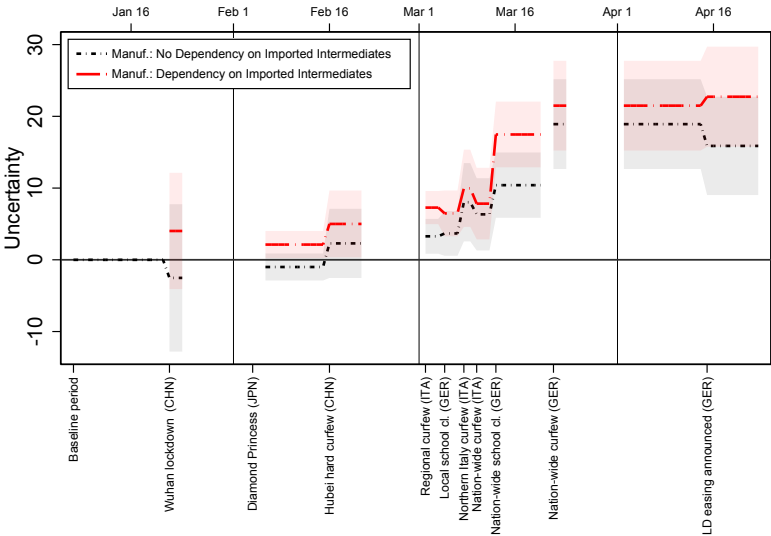 Jan 16 Feb 1 Feb 16 Mar 1 Mar 16 Apr 1 Apr 16
Manuf.: No Dependency on Imported Intermediates
Manuf.: Dependency on Imported Intermediates
Uncertainty
30
20
10
0
-10
Baseline period
Wuhan lockdown (CHN)
Diamond Princess (JPN)
Hubei hard curfew (CHN)
Regional curfew (ITA)
Local school cl. (GER)
Northern Italy curfew (ITA)
Nation-wide curfew (ITA)
Nation-wide school cl. (GER)
Nation-wide curfew (GER)
LD easing announced (GER)